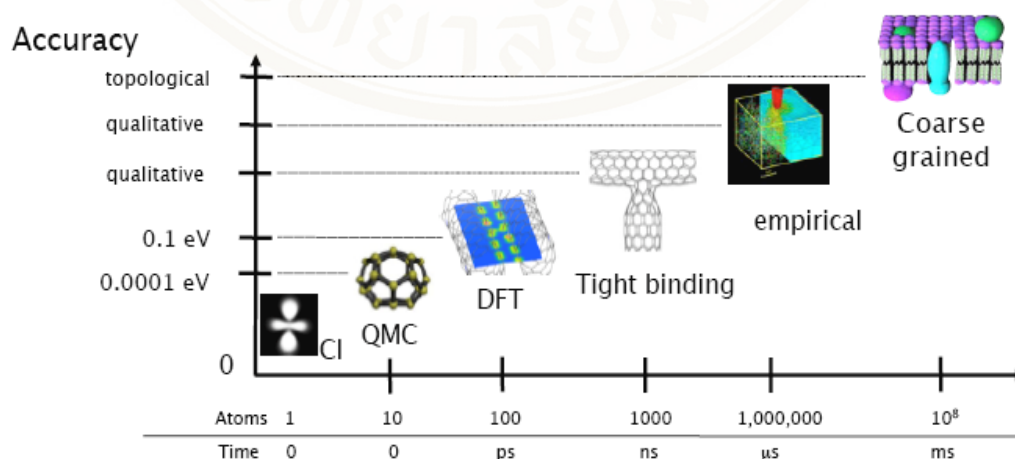 Accuracy
topological
qualitative
qualitative
0.1 eV
0.0001 eV
0
CI
QMC
DFT
Tight binding
empirical
Coarse
grained
Atoms 1 10 100 1000 1,000,000 10⁸
Time 0 0 ps ns µs ms